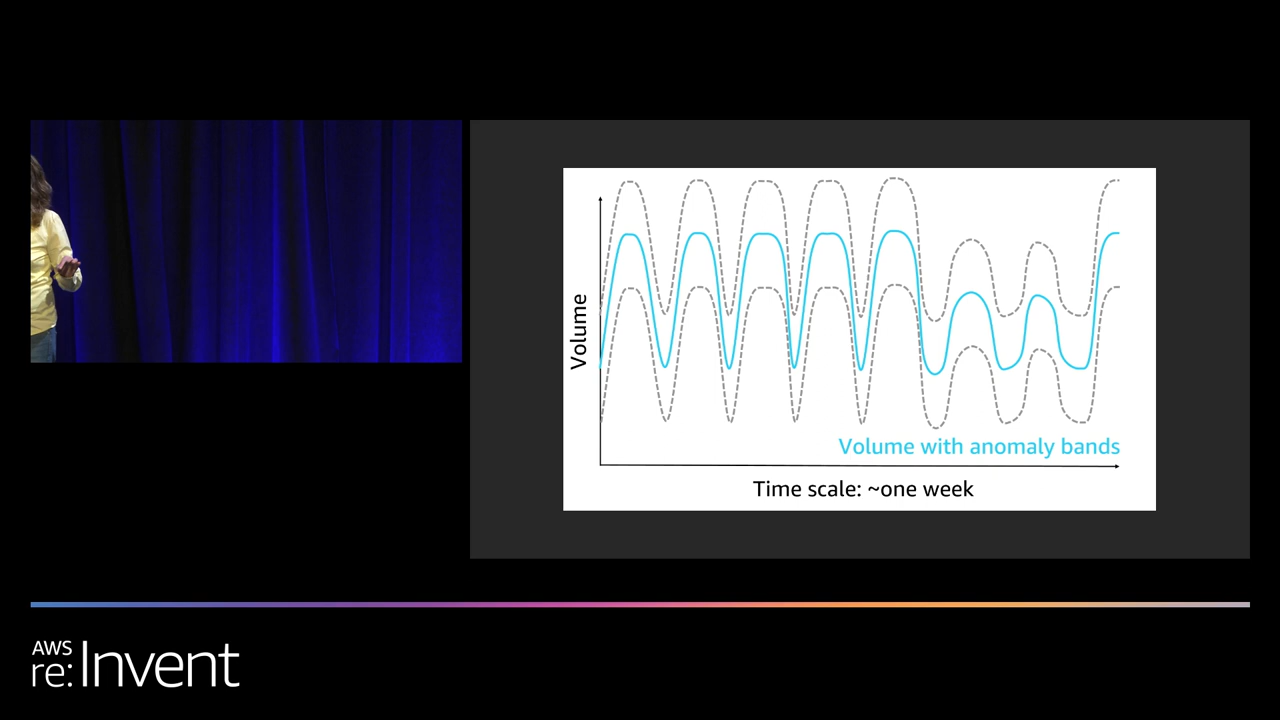 Volume
Volume with anomaly bands
Time scale: ~one week
AWS
re:Invent